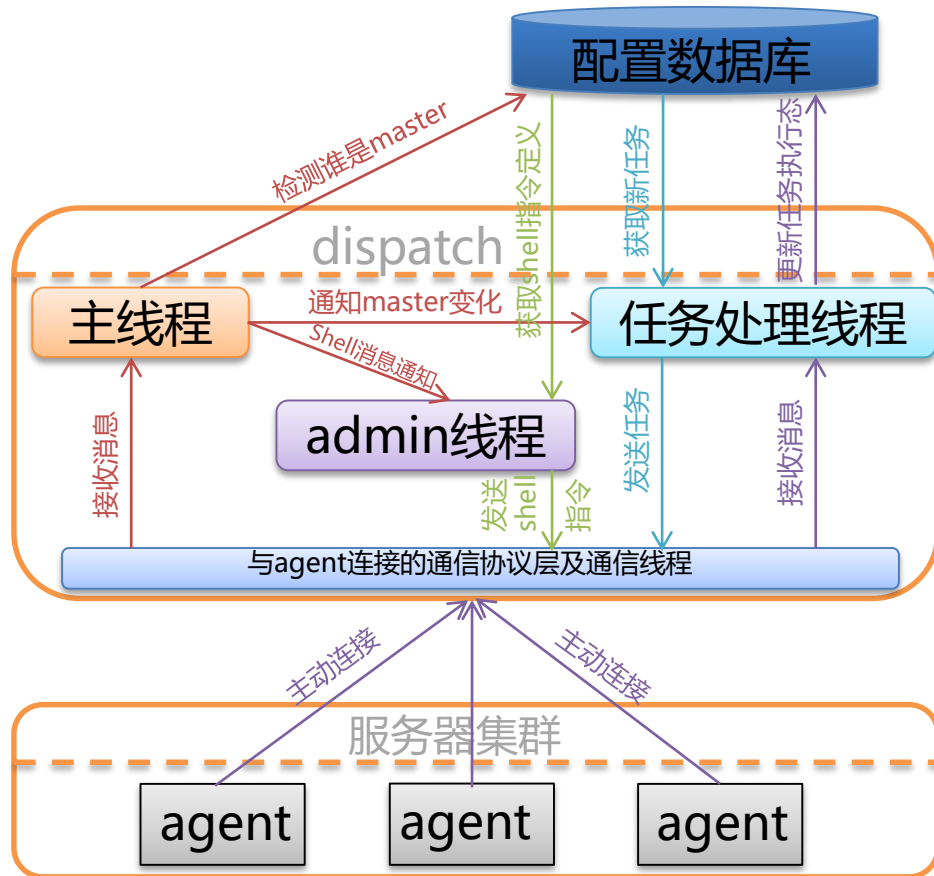 配置数据库
检测谁是master
获取shell指令定义
获取新任务
更新任务执行态
dispatch
主线程
通知master变化
任务处理线程
Shell消息通知
admin线程
接收消息
发送
shell
指令
发送任务
接收消息
与agent连接的通信协议层及通信线程
主动连接
主动连接
服务器集群
agent
agent
agent